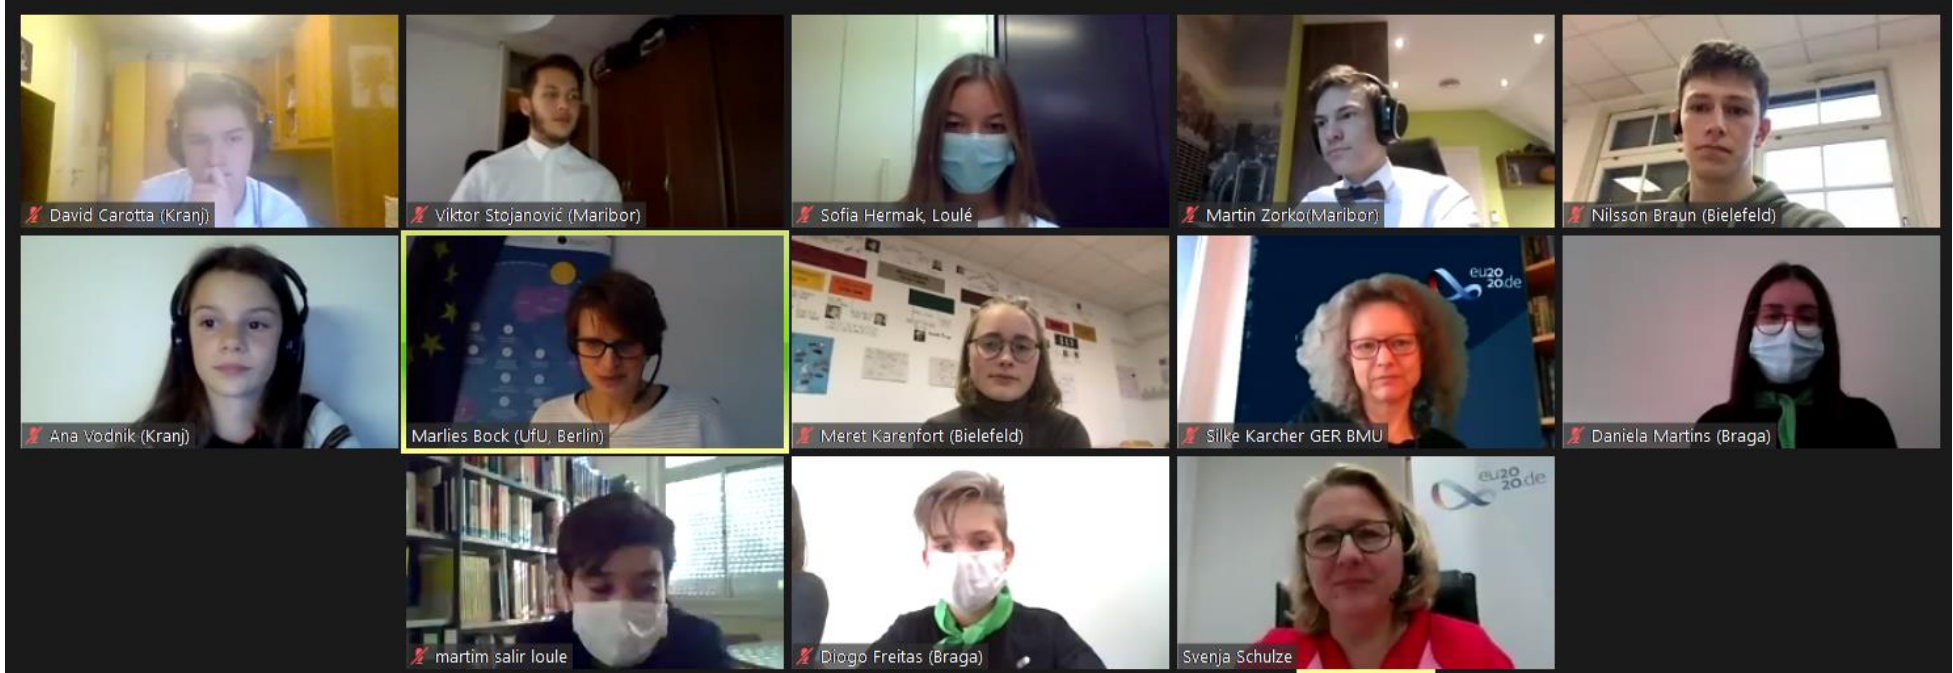 David Carotta (Kranj)
Viktor Stojanović (Maribor)
Sofia Hermak, Loulé
Martin Zorko(Maribor)
Nilsson Braun (Bielefeld)
Ana Vodnik (Kranj)
Marlies Bock (UfU, Berlin)
Meret Karenfort (Bielefeld)
eu20
20.de
Silke Karcher GER BMU
Daniela Martins (Braga)
martim salir loule
Diogo Freitas (Braga)
eu20
20.de
Svenja Schulze